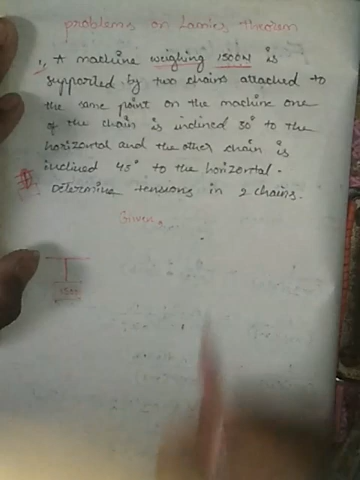 problems on Lamies theorem
1, A machine weighing 1500N is
supported by two chains attached to
the same point on the machine one
of the chain is inclined 30° to the
horizontal and the other chain is
inclined 45° to the horizontal.
Determine tensions in 2 chains.
Given,
1500